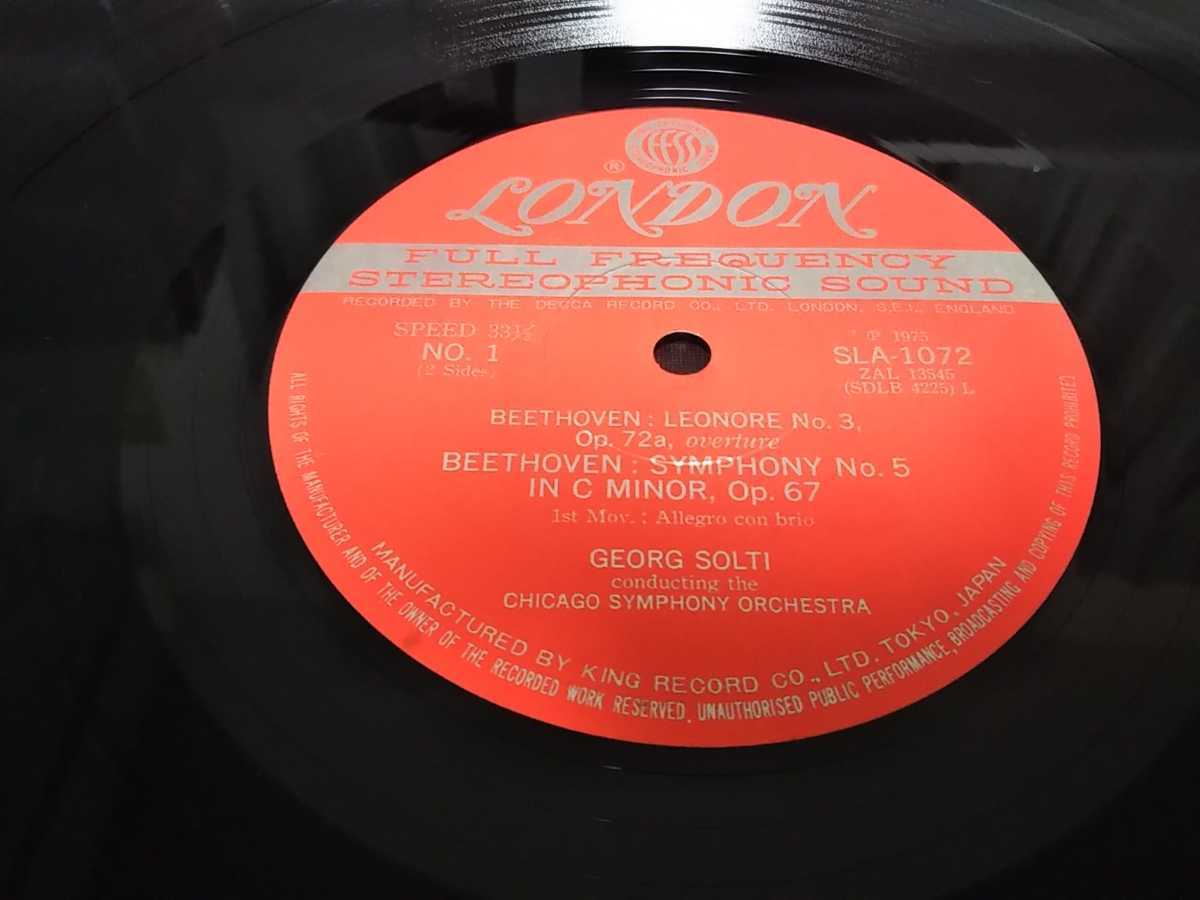 FFSS
®
LONDON
FULL FREQUENCY
STEREOPHONIC SOUND
RECORDED BY THE DECCA RECORD CO., LTD. LONDON, S.E.1., ENGLAND
SPEED 33 1/3
NO. 1
(2 Sides)
℗ 1975
SLA-1072
ZAL 13545
(SDLB 4225) L
BEETHOVEN : LEONORE No. 3,
Op. 72a, overture
BEETHOVEN : SYMPHONY No. 5
IN C MINOR, Op. 67
1st Mov. : Allegro con brio
GEORG SOLTI
conducting the
CHICAGO SYMPHONY ORCHESTRA
MANUFACTURED BY KING RECORD CO., LTD. TOKYO, JAPAN
ALL RIGHTS OF THE MANUFACTURER AND OF THE OWNER OF THE RECORDED WORK RESERVED. UNAUTHORISED PUBLIC PERFORMANCE, BROADCASTING AND COPYING OF THIS RECORD PROHIBITED